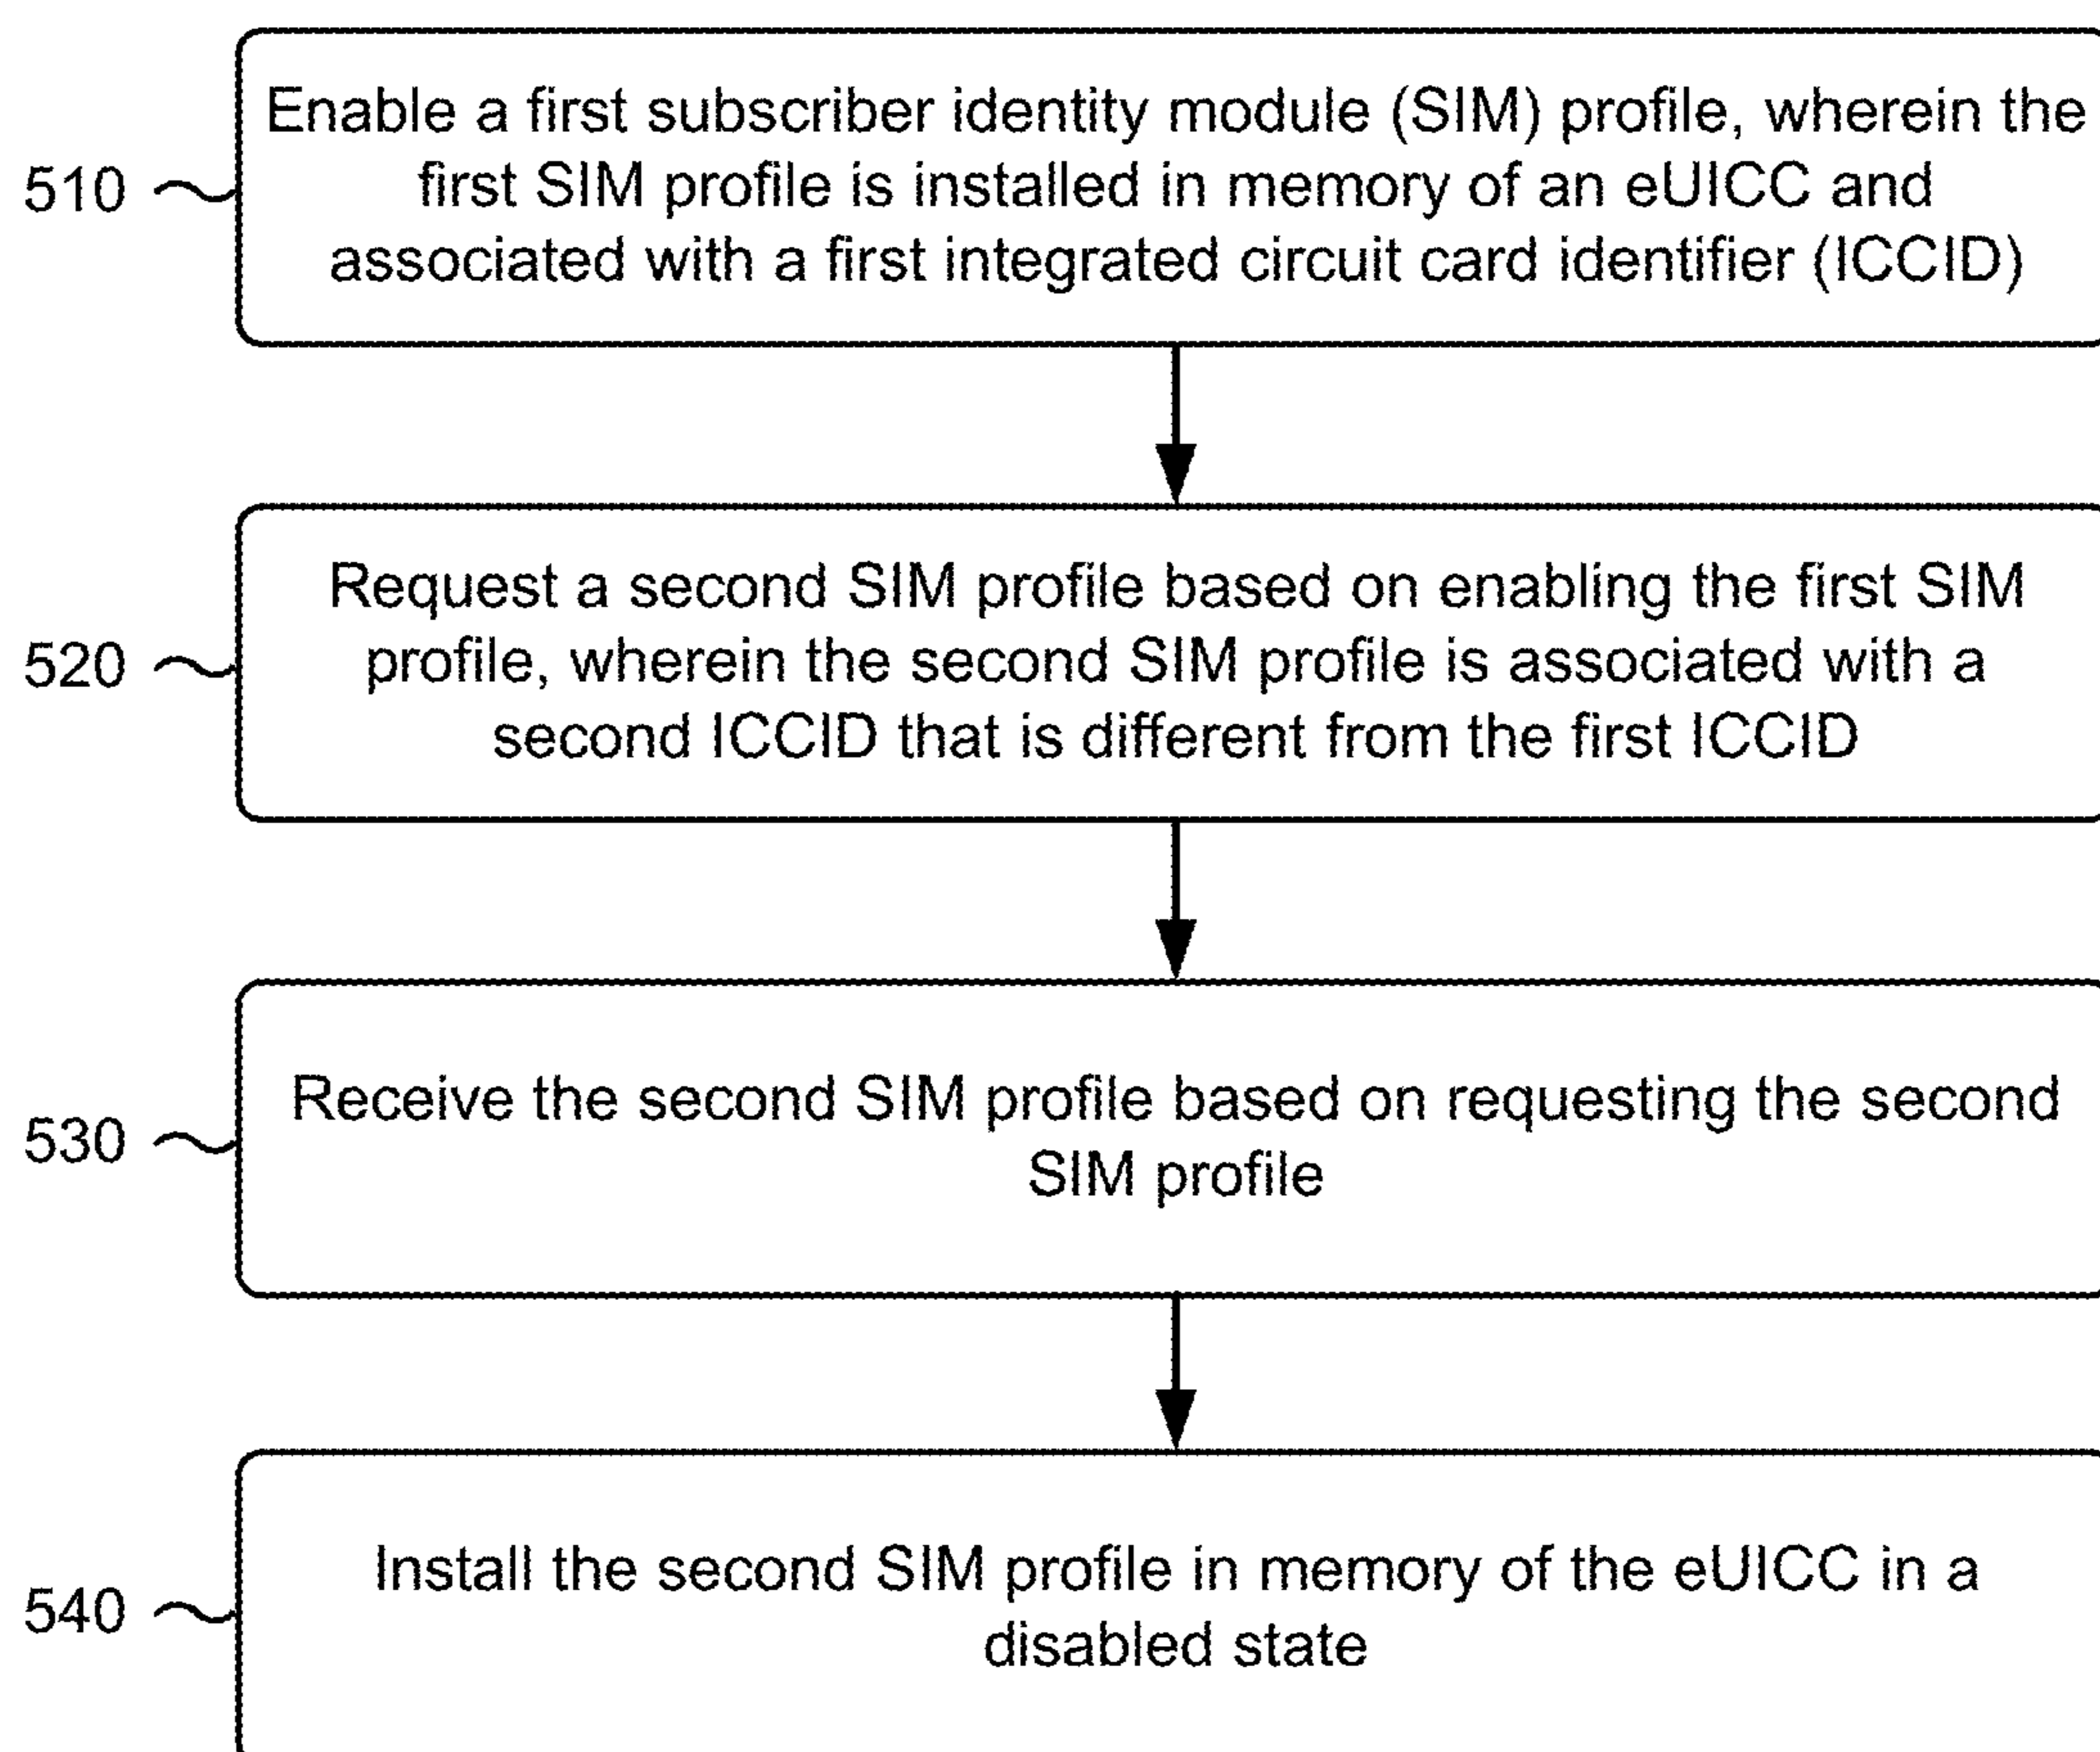 Enable a first subscriber identity module (SIM) profile, wherein the
first SIM profile is installed in memory of an eUICC and
associated with a first integrated circuit card identifier (ICCID)
510
Request a second SIM profile based on enabling the first SIM
profile, wherein the second SIM profile is associated with a
second ICCID that is different from the first ICCID
520
Receive the second SIM profile based on requesting the second
SIM profile
530
Install the second SIM profile in memory of the eUICC in a
disabled state
540